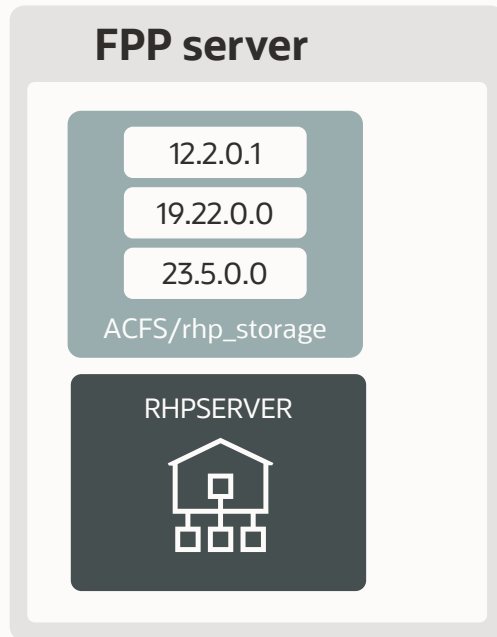 FPP server
12.2.0.1
19.22.0.0
23.5.0.0
ACFS/rhp_storage
RHPSERVER